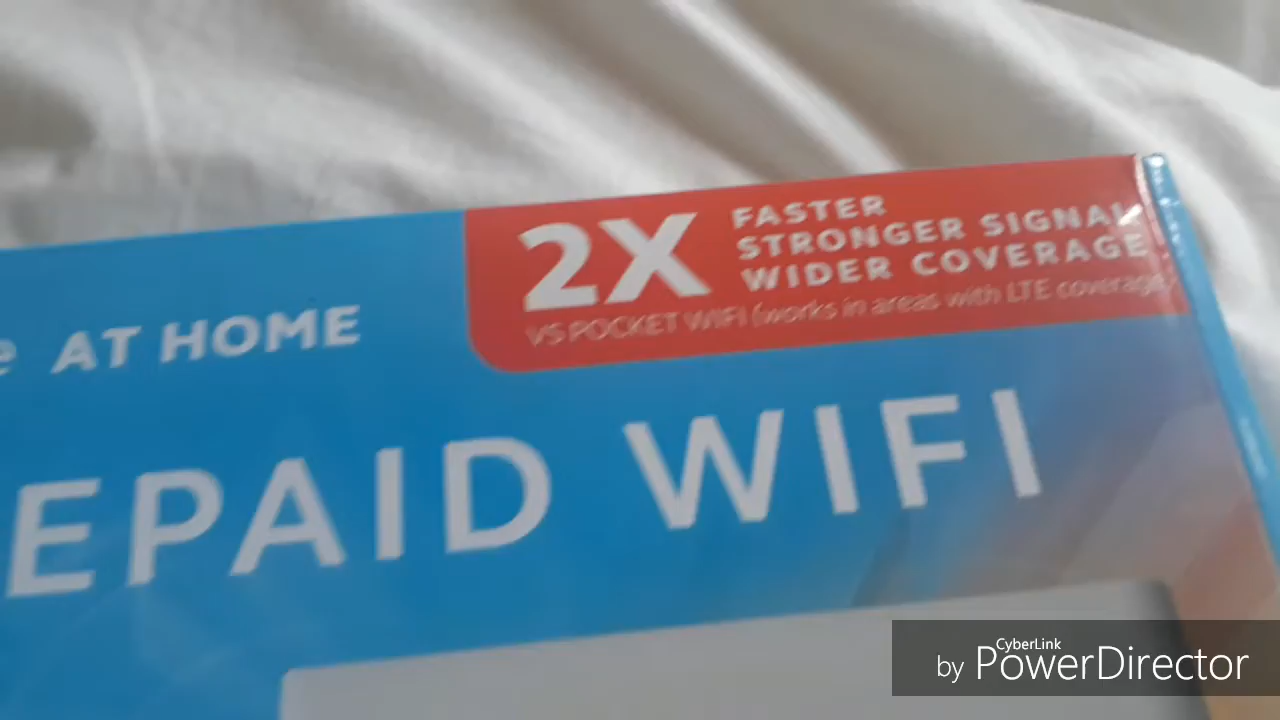 2X
FASTER
STRONGER SIGNAL
WIDER COVERAGE
VS POCKET WIFI (works in areas with LTE coverage)
e AT HOME
EPAID WIFI
CyberLink
by PowerDirector